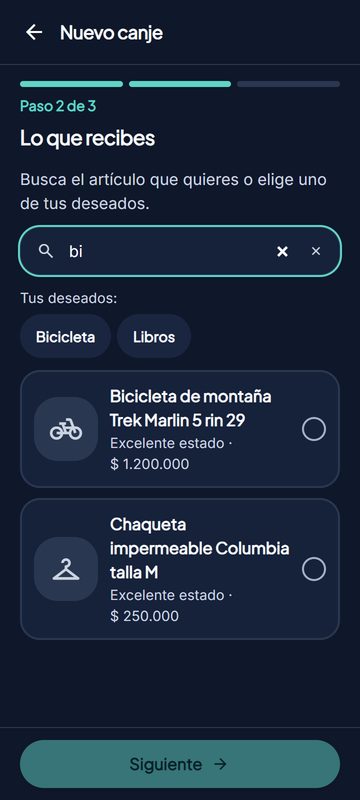 Nuevo canje
Paso 2 de 3
Lo que recibes
Busca el artículo que quieres o elige uno
de tus deseados.
bi
Tus deseados:
Bicicleta
Libros
Bicicleta de montaña
Trek Marlin 5 rin 29
Excelente estado ·
$ 1.200.000
Chaqueta
impermeable Columbia
talla M
Excelente estado ·
$ 250.000
Siguiente